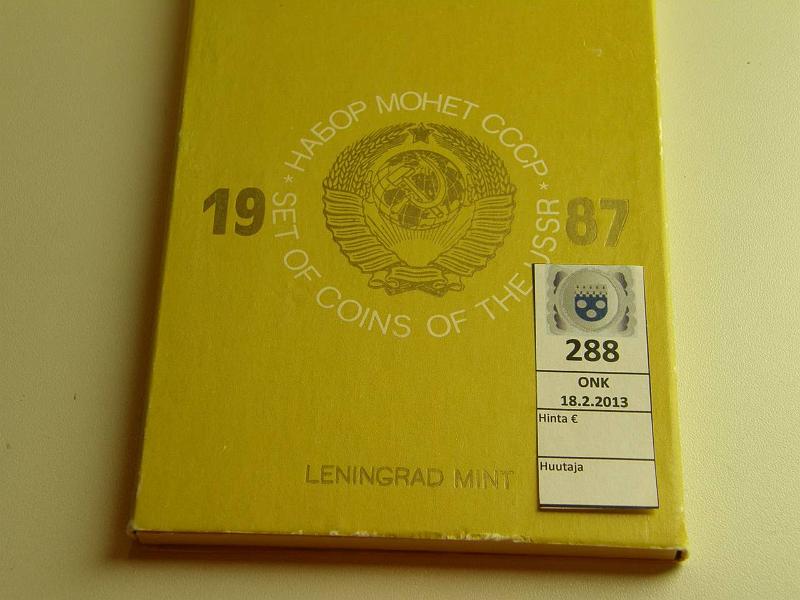 НАБОР МОНЕТ СССР
19 87
* SET OF COINS OF THE USSR *
LENINGRAD MINT
288
ONK
18.2.2013
Hinta €
Huutaja